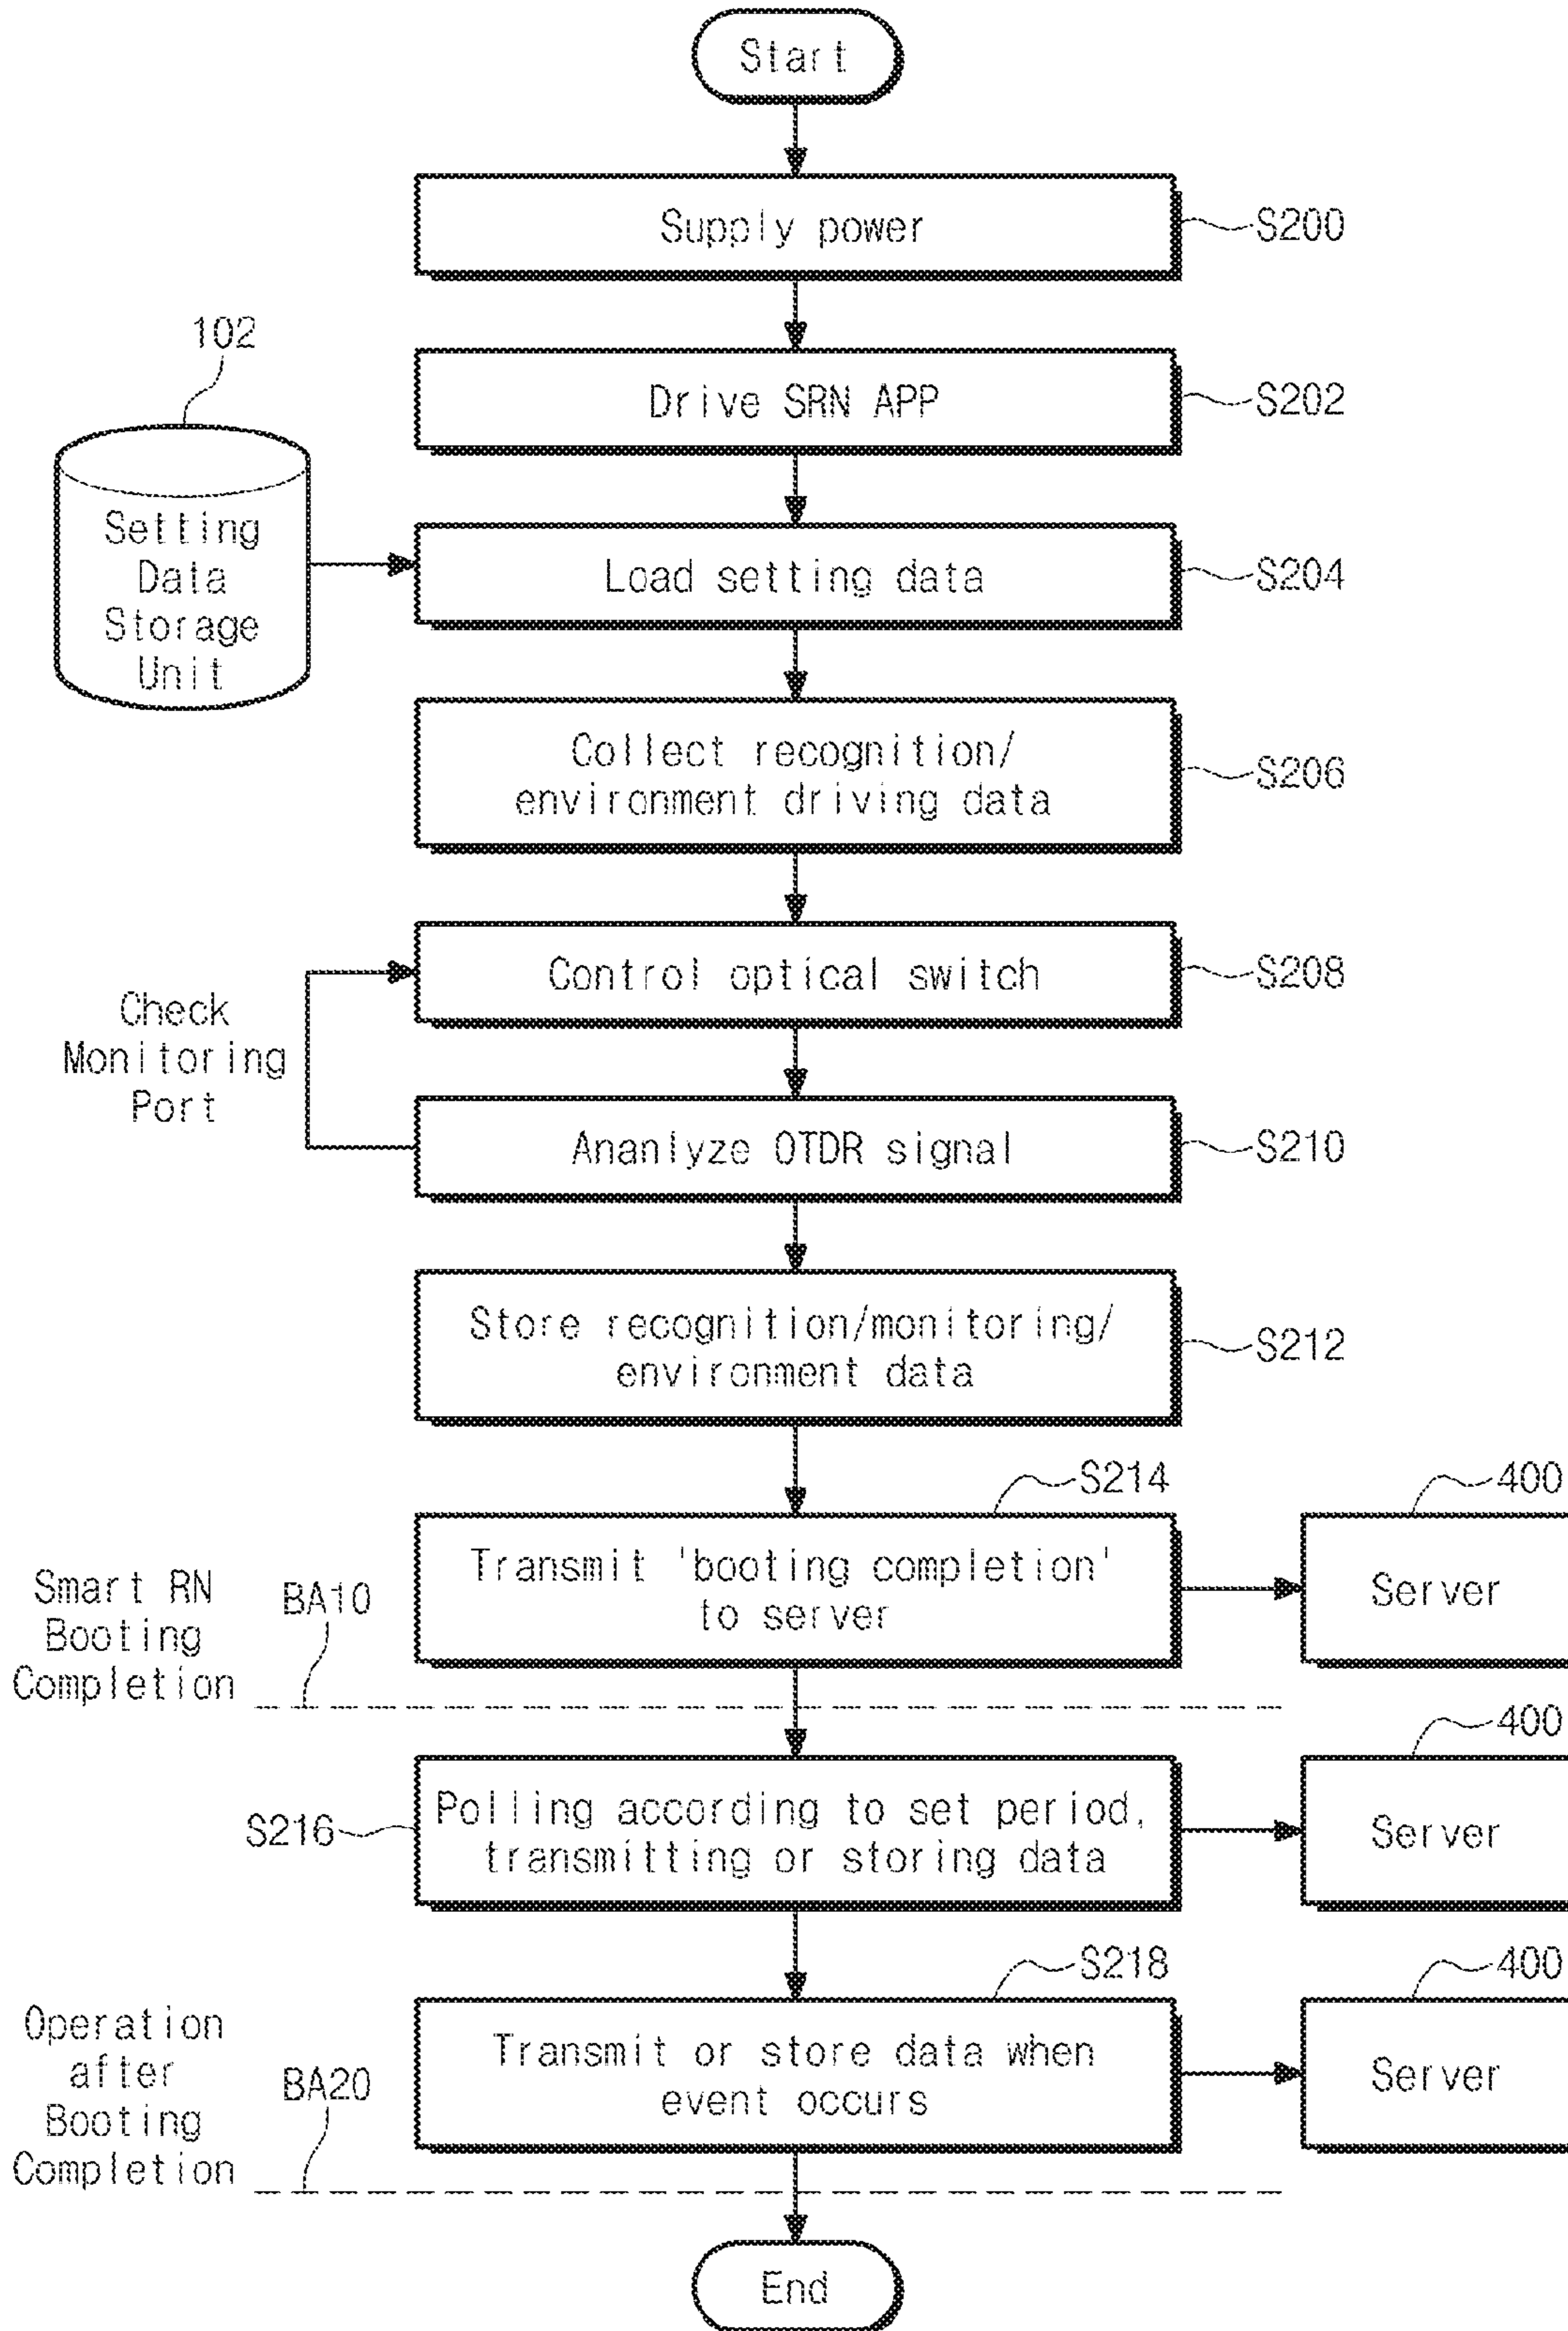 Start
Supply power
S200
102
Drive SRN APP
S202
Setting
Data
Storage
Unit
Load setting data
S204
Collect recognition/
environment driving data
S206
Control optical switch
S208
Check
Monitoring
Port
Ananlyze OTDR signal
S210
Store recognition/monitoring/
environment data
S212
S214
400
Transmit 'booting completion'
to server
Server
Smart RN
Booting
Completion
BA10
400
S216
Polling according to set period,
transmitting or storing data
Server
S218
400
Operation
after
Booting
Completion
BA20
Transmit or store data when
event occurs
Server
End